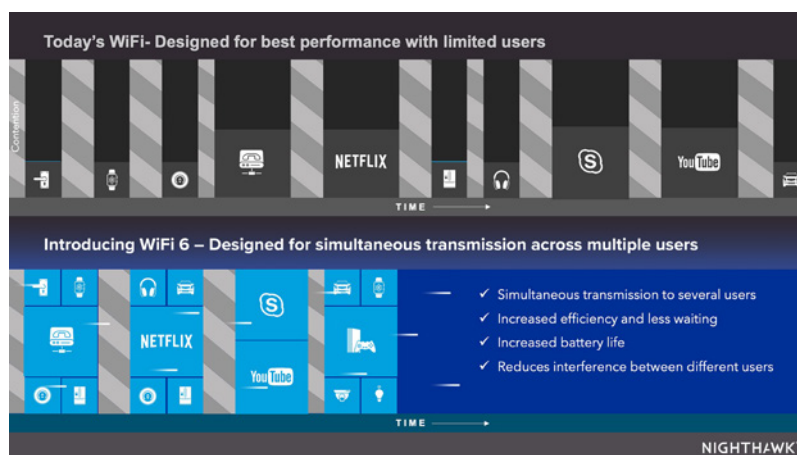 Today's WiFi- Designed for best performance with limited users
Contention
NETFLIX
S
YouTube
TIME
Introducing WiFi 6 – Designed for simultaneous transmission across multiple users
S
NETFLIX
YouTube
✓ Simultaneous transmission to several users
✓ Increased efficiency and less waiting
✓ Increased battery life
✓ Reduces interference between different users
TIME
NIGHTHAWK